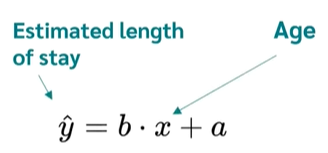 Estimated length
of stay
Age
ŷ = b · x + a